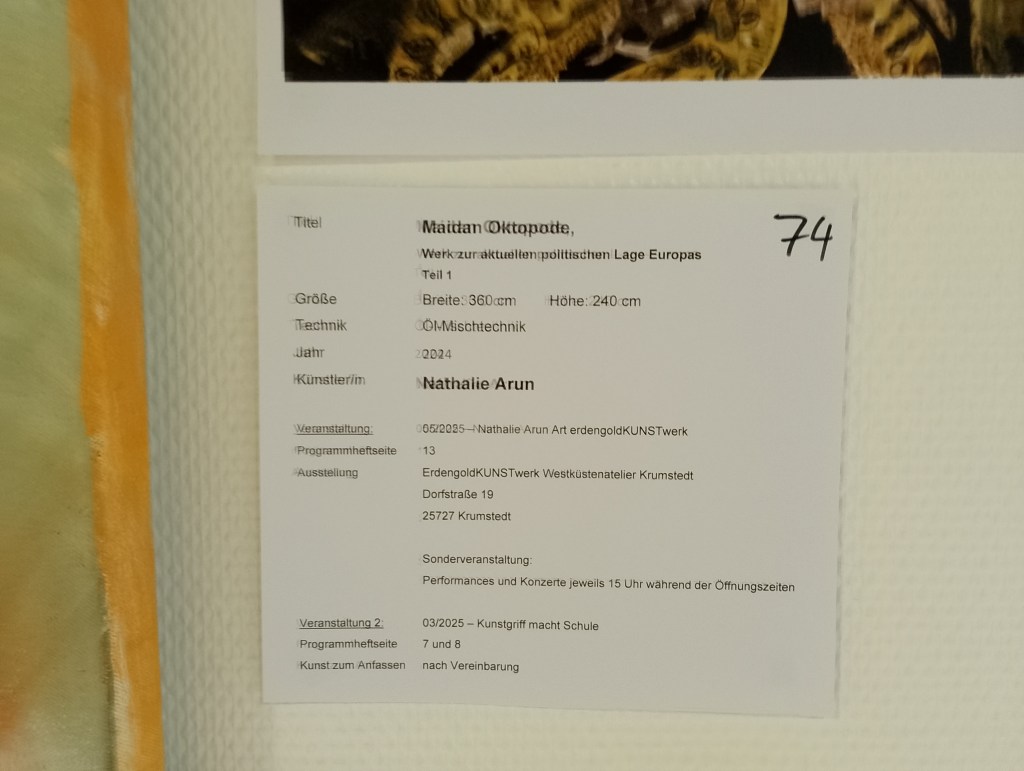 Titel Maidan Oktopode, 74
Werk zur aktuellen politischen Lage Europas
Teil 1
Größe Breite: 360 cm Höhe: 240 cm
Technik Öl-Mischtechnik
Jahr 2024
Künstler/in Nathalie Arun
Veranstaltung: 05/2025 – Nathalie Arun Art erdengoldKUNSTwerk
Programmheftseite 13
Ausstellung ErdengoldKUNSTwerk Westküstenatelier Krumstedt
Dorfstraße 19
25727 Krumstedt
Sonderveranstaltung:
Performances und Konzerte jeweils 15 Uhr während der Öffnungszeiten
Veranstaltung 2: 03/2025 – Kunstgriff macht Schule
Programmheftseite 7 und 8
Kunst zum Anfassen nach Vereinbarung